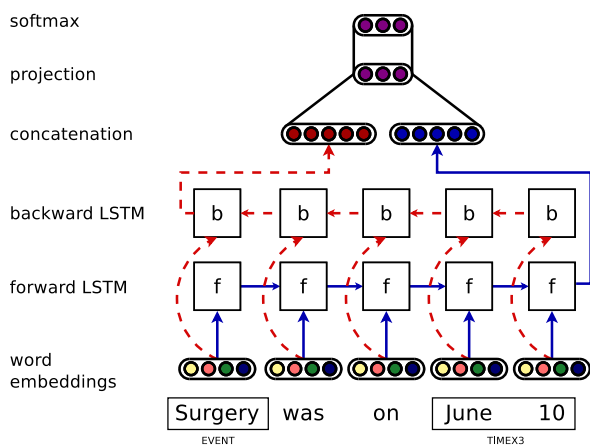 softmax
projection
concatenation
backward LSTM
b b b b b
forward LSTM
f f f f f
word
embeddings
Surgery was on June 10
EVENT TIMEX3